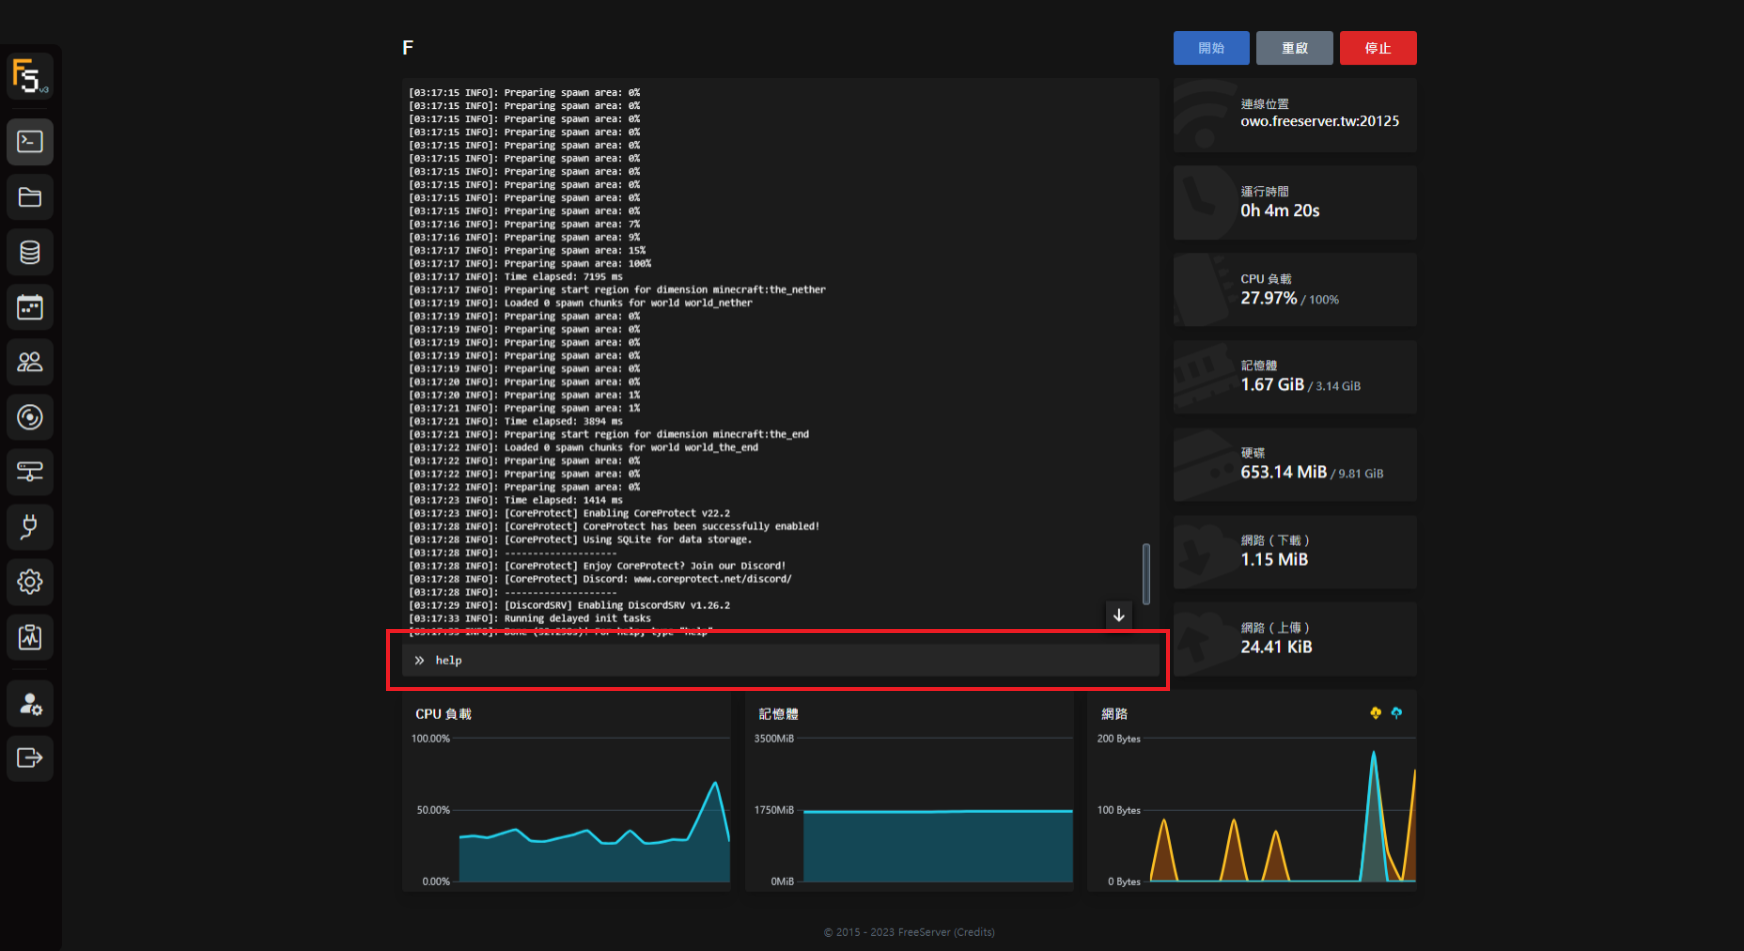 F
開始
重啟
停止
FS v3
[03:17:15 INFO]: Preparing spawn area: 0%
[03:17:15 INFO]: Preparing spawn area: 0%
[03:17:15 INFO]: Preparing spawn area: 0%
[03:17:15 INFO]: Preparing spawn area: 0%
[03:17:15 INFO]: Preparing spawn area: 0%
[03:17:15 INFO]: Preparing spawn area: 0%
[03:17:15 INFO]: Preparing spawn area: 0%
[03:17:15 INFO]: Preparing spawn area: 0%
[03:17:15 INFO]: Preparing spawn area: 0%
[03:17:15 INFO]: Preparing spawn area: 0%
[03:17:16 INFO]: Preparing spawn area: 7%
[03:17:16 INFO]: Preparing spawn area: 9%
[03:17:17 INFO]: Preparing spawn area: 15%
[03:17:17 INFO]: Preparing spawn area: 100%
[03:17:17 INFO]: Time elapsed: 7195 ms
[03:17:17 INFO]: Preparing start region for dimension minecraft:the_nether
[03:17:19 INFO]: Loaded 0 spawn chunks for world world_nether
[03:17:19 INFO]: Preparing spawn area: 0%
[03:17:19 INFO]: Preparing spawn area: 0%
[03:17:19 INFO]: Preparing spawn area: 0%
[03:17:19 INFO]: Preparing spawn area: 0%
[03:17:19 INFO]: Preparing spawn area: 0%
[03:17:20 INFO]: Preparing spawn area: 0%
[03:17:20 INFO]: Preparing spawn area: 1%
[03:17:21 INFO]: Preparing spawn area: 1%
[03:17:21 INFO]: Time elapsed: 3894 ms
[03:17:21 INFO]: Preparing start region for dimension minecraft:the_end
[03:17:22 INFO]: Loaded 0 spawn chunks for world world_the_end
[03:17:22 INFO]: Preparing spawn area: 0%
[03:17:22 INFO]: Preparing spawn area: 0%
[03:17:22 INFO]: Preparing spawn area: 0%
[03:17:23 INFO]: Time elapsed: 1414 ms
[03:17:23 INFO]: [CoreProtect] Enabling CoreProtect v22.2
[03:17:28 INFO]: [CoreProtect] CoreProtect has been successfully enabled!
[03:17:28 INFO]: [CoreProtect] Using SQLite for data storage.
[03:17:28 INFO]: --------------------
[03:17:28 INFO]: [CoreProtect] Enjoy CoreProtect? Join our Discord!
[03:17:28 INFO]: [CoreProtect] Discord: www.coreprotect.net/discord/
[03:17:28 INFO]: --------------------
[03:17:29 INFO]: [DiscordSRV] Enabling DiscordSRV v1.26.2
[03:17:33 INFO]: Running delayed init tasks
help
連線位置
owo.freeserver.tw:20125
運行時間
0h 4m 20s
CPU 負載
27.97% / 100%
記憶體
1.67 GiB / 3.14 GiB
硬碟
653.14 MiB / 9.81 GiB
網路（下載）
1.15 MiB
網路（上傳）
24.41 KiB
CPU 負載
100.00%
50.00%
0.00%
記憶體
3500MiB
1750MiB
0MiB
網路
200 Bytes
100 Bytes
0 Bytes
© 2015 - 2023 FreeServer (Credits)